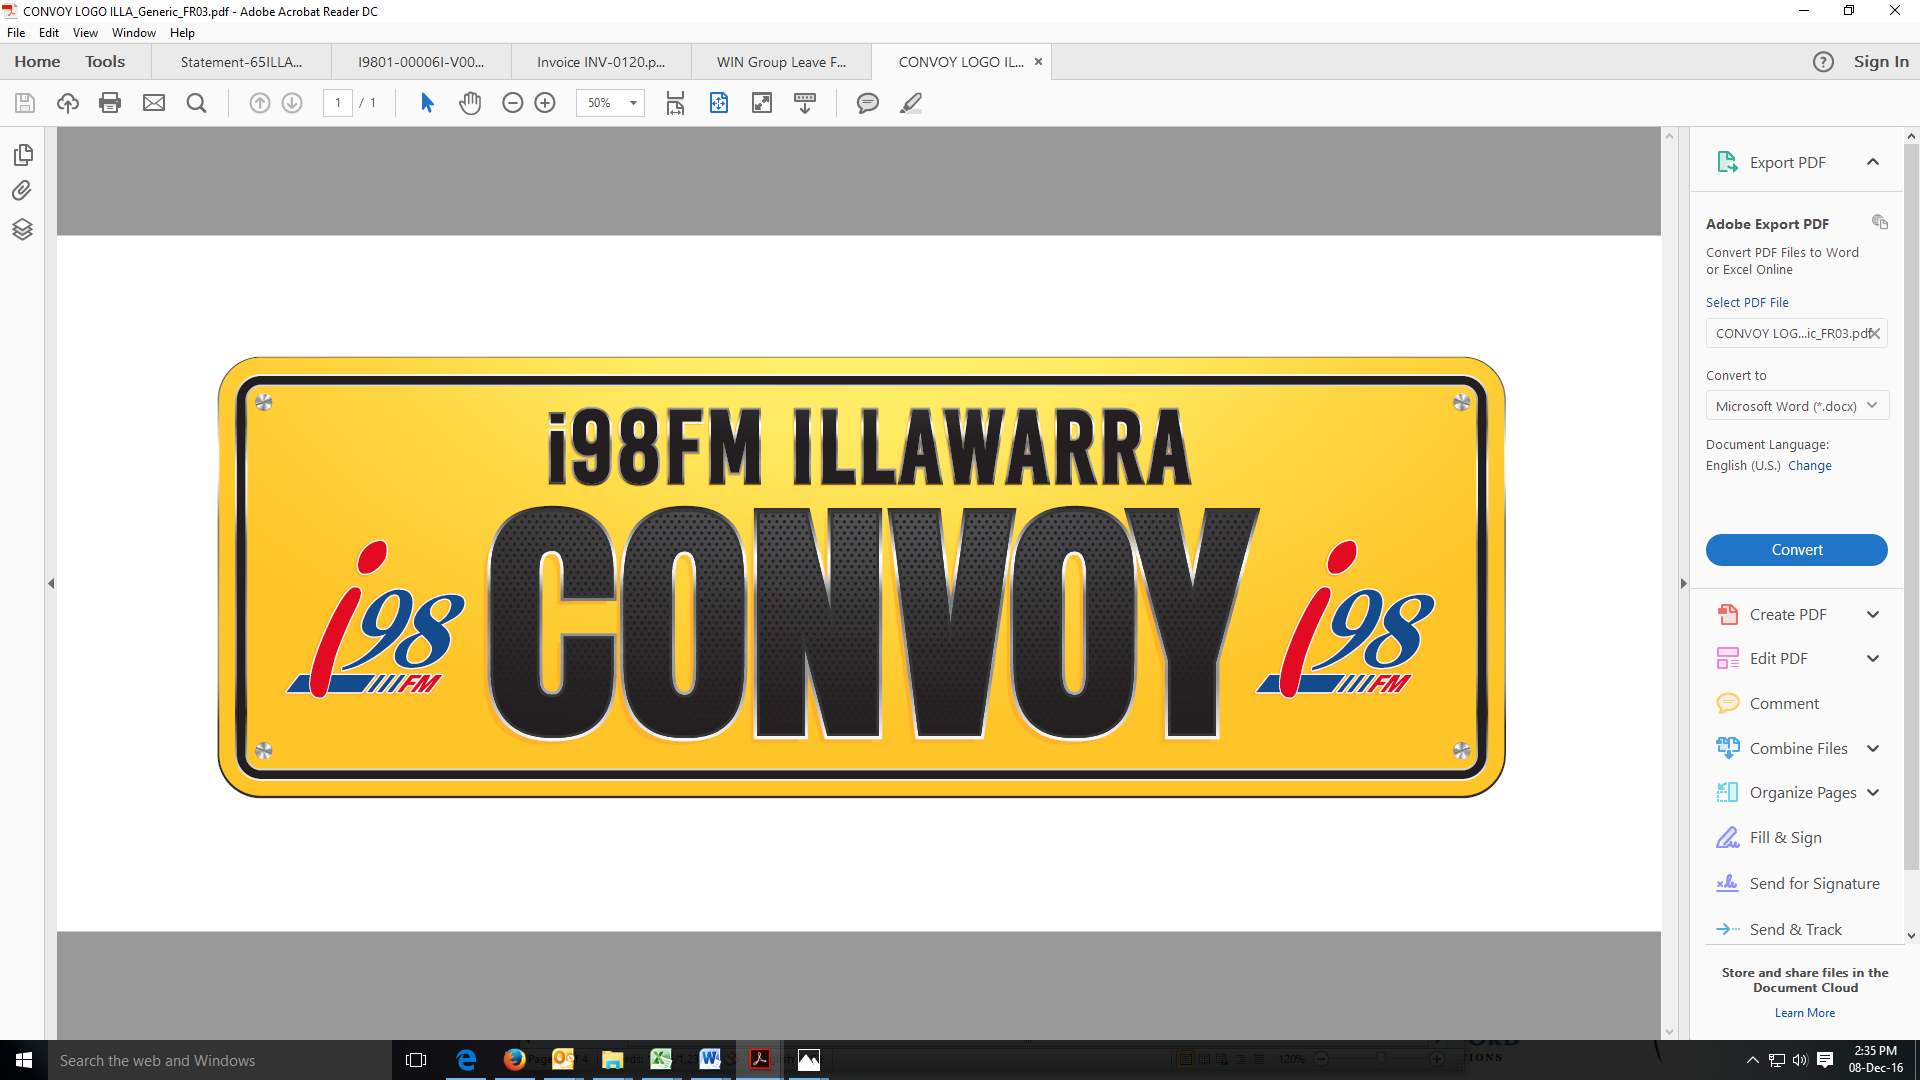 CONVOY LOGO ILLA_Generic_FR03.pdf - Adobe Acrobat Reader DC
File Edit View Window Help
Home Tools Statement-65ILLA... I9801-00006I-V00... Invoice INV-0120.p... WIN Group Leave F... CONVOY LOGO IL... Sign In
1 / 1 50%
Export PDF
Adobe Export PDF
Convert PDF Files to Word
or Excel Online
Select PDF File
CONVOY LOG...ic_FR03.pdf
Convert to
Microsoft Word (*.docx)
Document Language:
English (U.S.) Change
Convert
Create PDF
Edit PDF
Comment
Combine Files
Organize Pages
Fill & Sign
Send for Signature
Send & Track
Store and share files in the
Document Cloud
Learn More
i98FM ILLAWARRA
CONVOY
i98
FM
i98
FM
Search the web and Windows
120%
2:35 PM
08-Dec-16